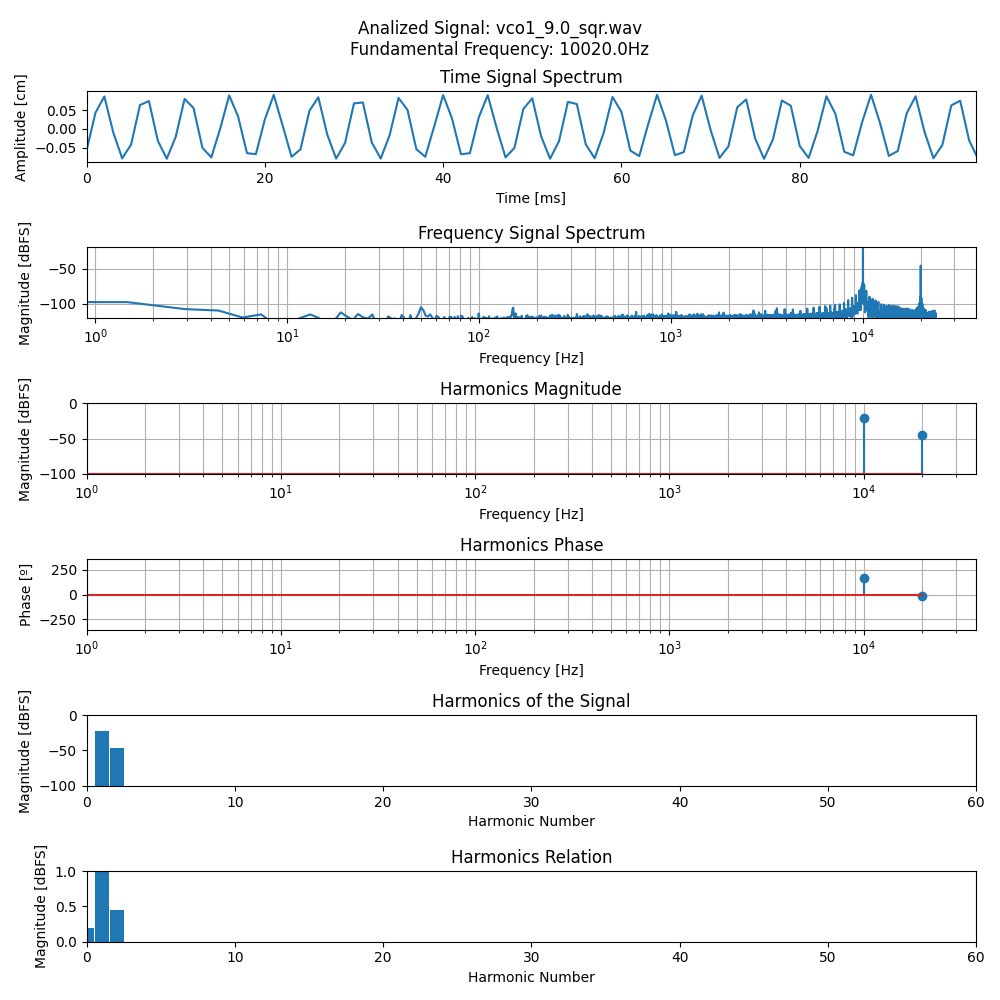 Analized Signal: vco1_9.0_sqr.wav
Fundamental Frequency: 10020.0Hz
Time Signal Spectrum
Amplitude [cm]
0.05
0.00
−0.05
0 20 40 60 80
Time [ms]
Frequency Signal Spectrum
Magnitude [dBFS]
−50
−100
10⁰ 10¹ 10² 10³ 10⁴
Frequency [Hz]
Harmonics Magnitude
Magnitude [dBFS]
0
−50
−100
10⁰ 10¹ 10² 10³ 10⁴
Frequency [Hz]
Harmonics Phase
Phase [º]
250
0
−250
10⁰ 10¹ 10² 10³ 10⁴
Frequency [Hz]
Harmonics of the Signal
Magnitude [dBFS]
0
−50
−100
0 10 20 30 40 50 60
Harmonic Number
Harmonics Relation
Magnitude [dBFS]
1.0
0.5
0.0
0 10 20 30 40 50 60
Harmonic Number